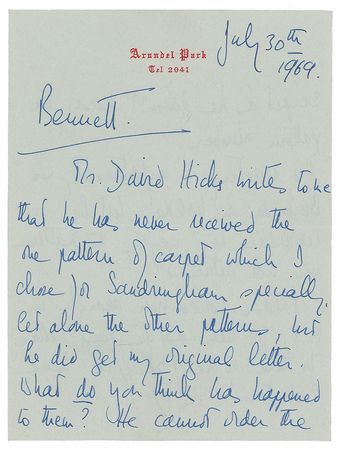 July 30th
1969.
Arundel Park
Tel 2041
Bennett.
Mr. David Hicks writes to me
that he has never received the
one pattern of carpet which I
chose for Sandringham specially,
let alone the other patterns, but
he did get my original letter.
What do you think has happened
to them? He cannot order the